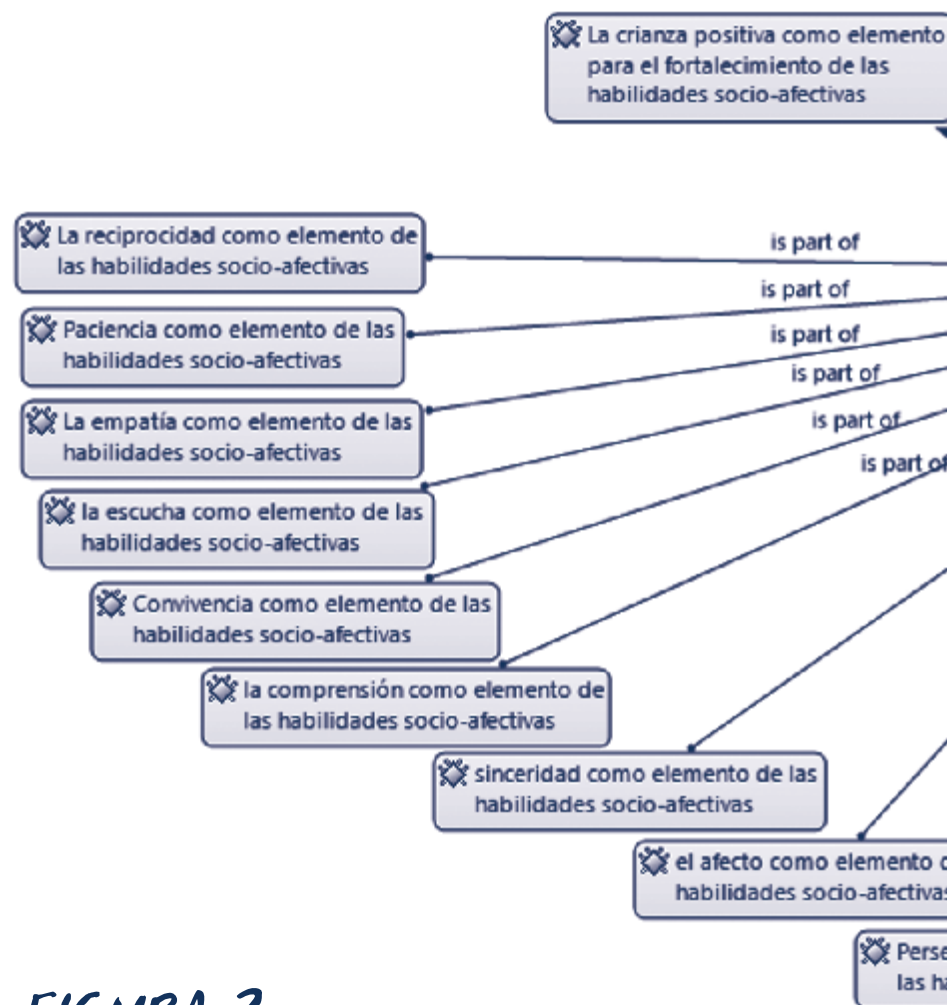 La crianza positiva como elemento
para el fortalecimiento de las
habilidades socio-afectivas
La reciprocidad como elemento de
las habilidades socio-afectivas
is part of
Paciencia como elemento de las
habilidades socio-afectivas
is part of
La empatía como elemento de las
habilidades socio-afectivas
is part of
la escucha como elemento de las
habilidades socio-afectivas
is part of
Convivencia como elemento de las
habilidades socio-afectivas
is part of
la comprensión como elemento de
las habilidades socio-afectivas
is part of
sinceridad como elemento de las
habilidades socio-afectivas
el afecto como elemento
habilidades socio-afectivas
las